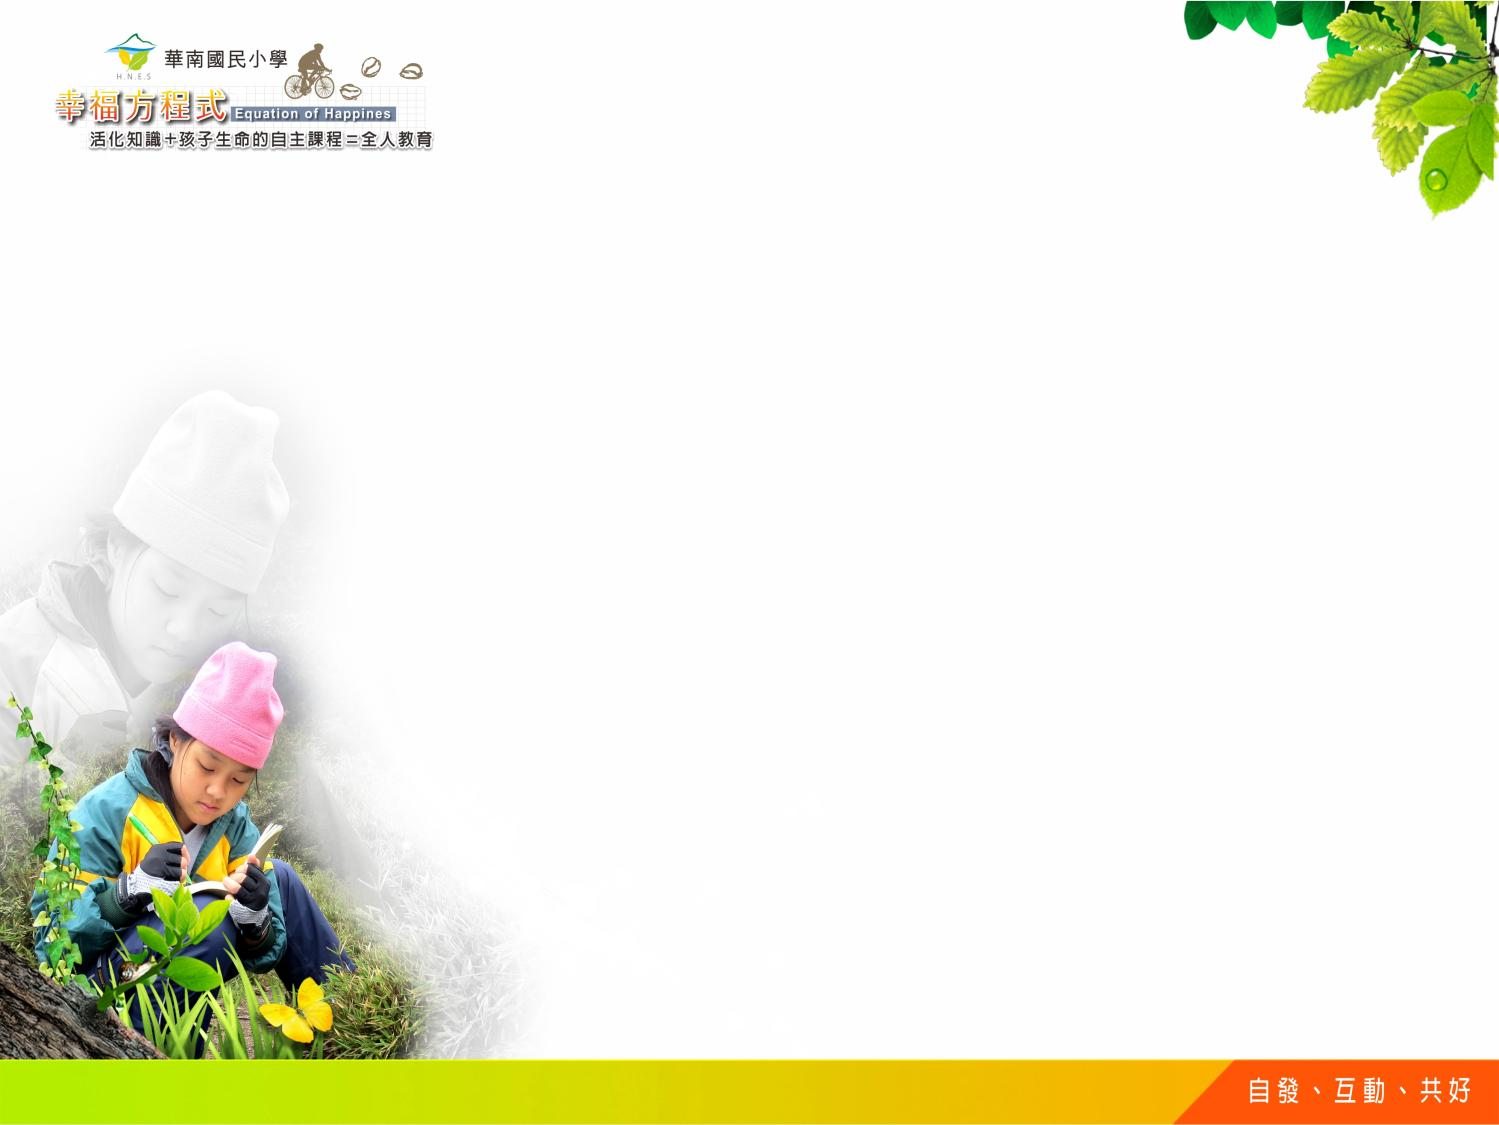 H.N.E.S
華南國民小學
幸福方程式
Equation of Happines
活化知識＋孩子生命的自主課程＝全人教育
自發、互動、共好